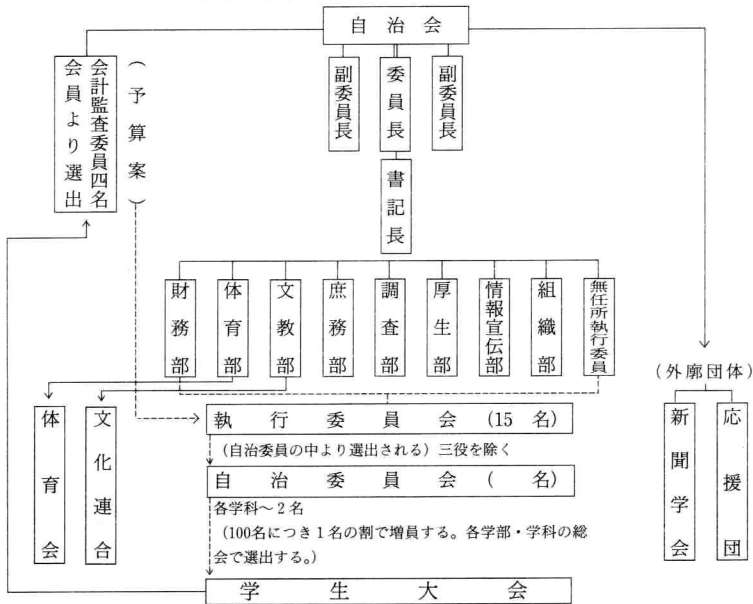 自治会
副委員長
委員長
副委員長
書記長
会計監査委員四名
会員より選出
(予算案)
財務部
体育部
文教部
庶務部
調査部
厚生部
情報宣伝部
組織部
無任所執行委員
(外廓団体)
体育会
文化連合
新聞学会
応援団
執行委員会(15名)
(自治委員の中より選出される)三役を除く
自治委員会( 名)
各学科～2名
(100名につき1名の割で増員する。各学部・学科の総
会で選出する。)
学生大会